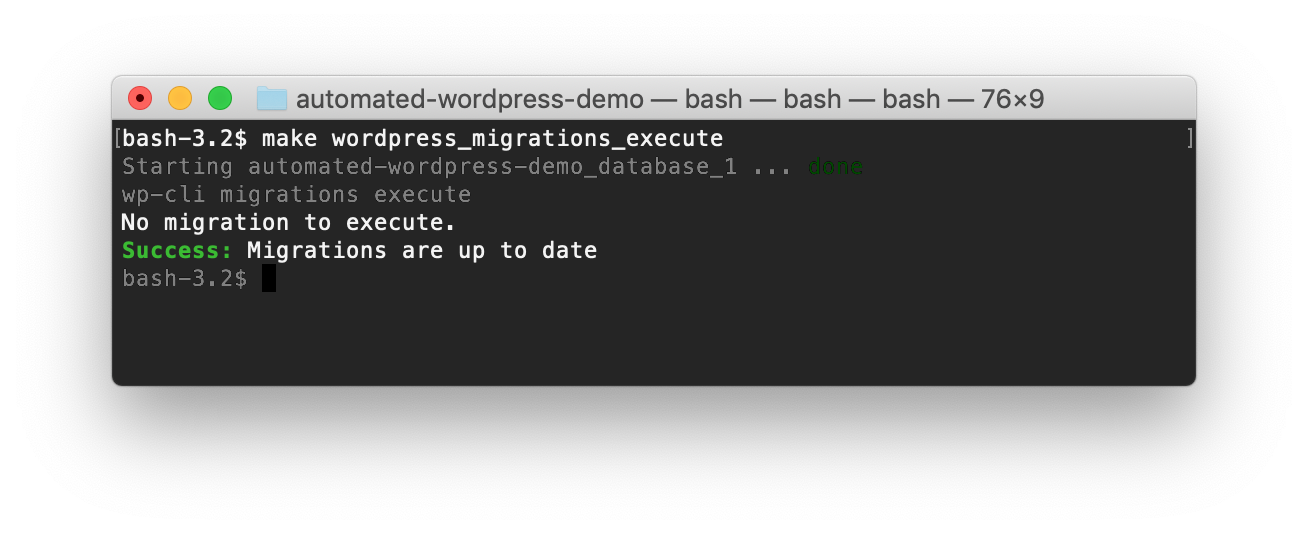 automated-wordpress-demo — bash — bash — bash — 76×9
[bash-3.2$ make wordpress_migrations_execute ]
Starting automated-wordpress-demo_database_1 ... done
wp-cli migrations execute
No migration to execute.
Success: Migrations are up to date
bash-3.2$